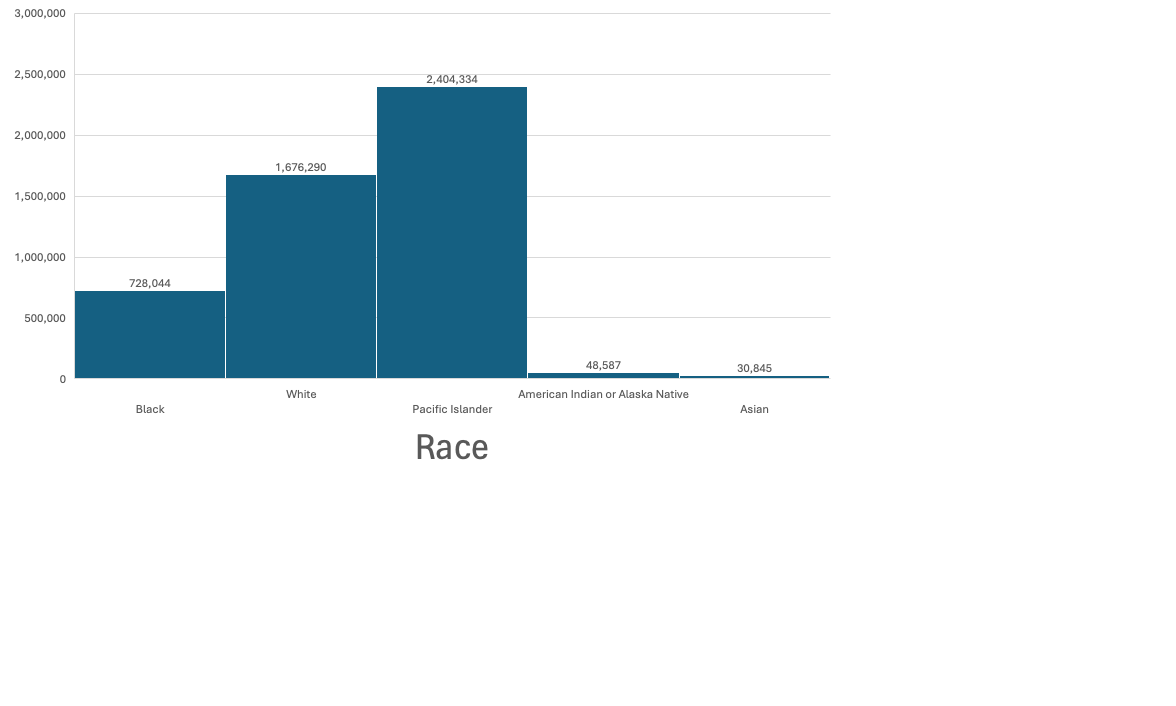 3,000,000
2,500,000
2,404,334
2,000,000
1,676,290
1,500,000
1,000,000
728,044
500,000
48,587
30,845
0
White
American Indian or Alaska Native
Black
Pacific Islander
Asian
Race